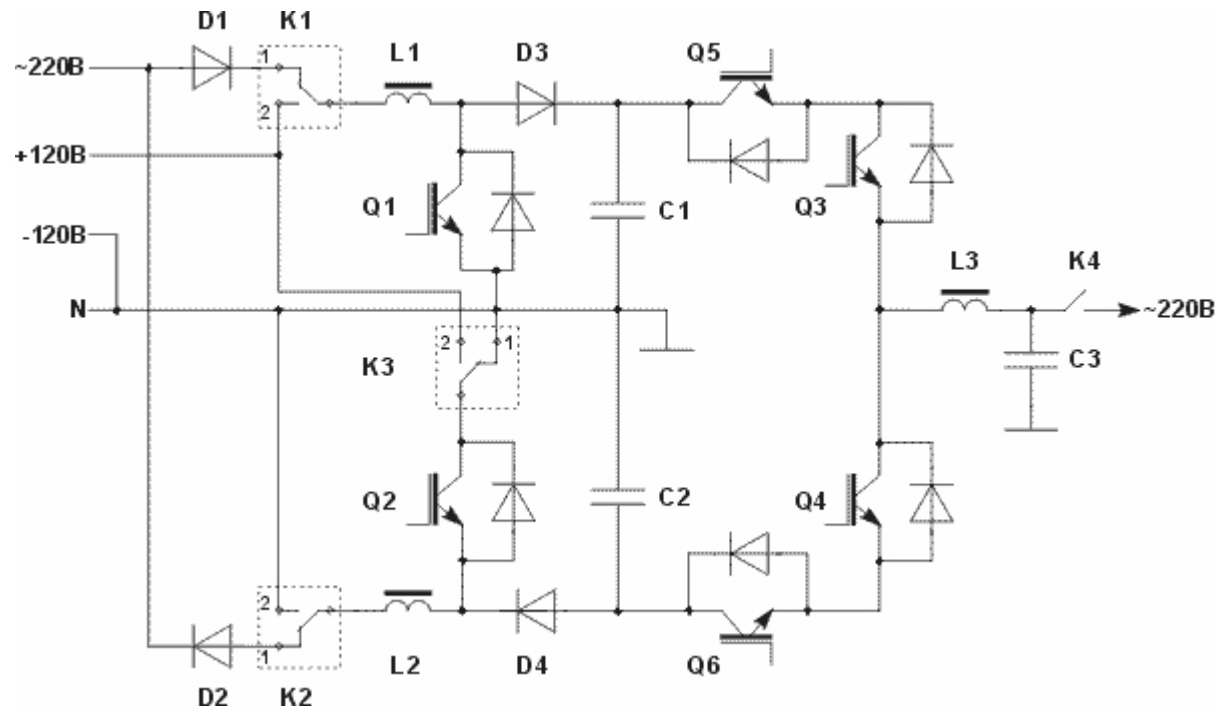 D1 K1
L1 D3 Q5
~220В 1
2
+120В
Q1 C1 Q3
-120В
L3 K4
N ~220В
2 1
K3 C3
Q2 C2 Q4
2
1
L2 D4 Q6
D2 K2